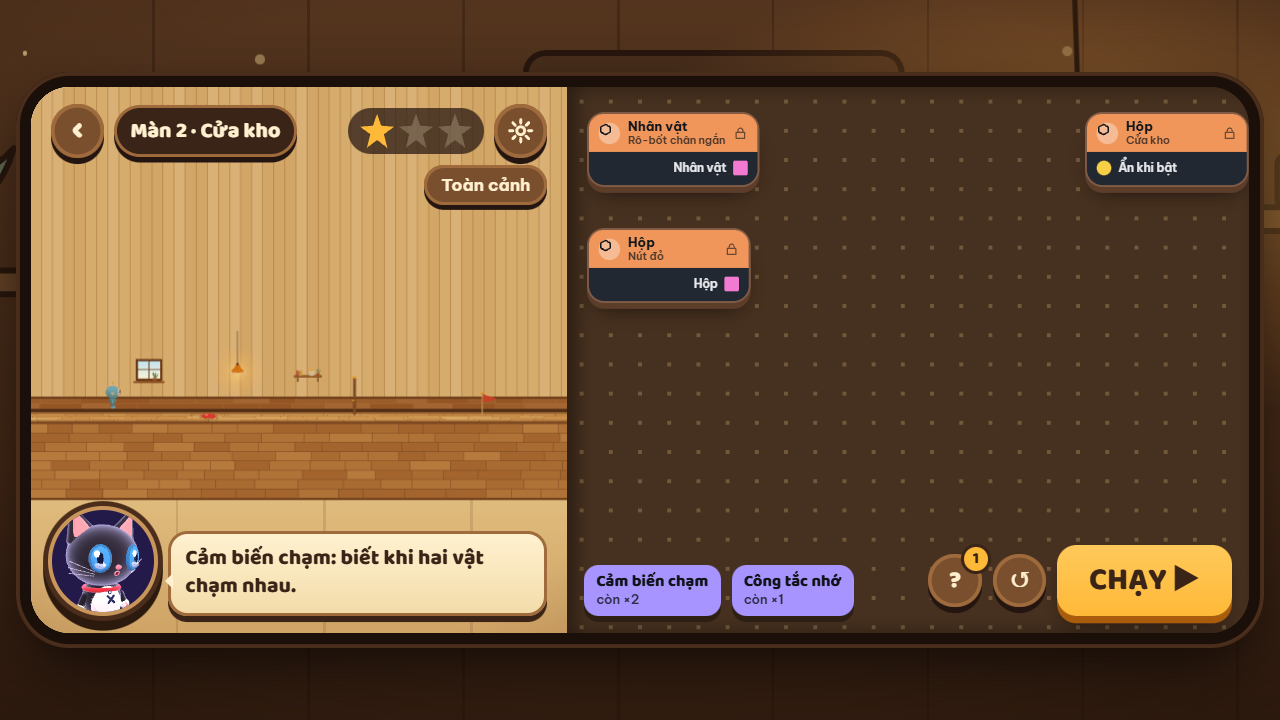 Màn 2 · Cửa kho
Toàn cảnh
Cảm biến chạm: biết khi hai vật
chạm nhau.
Nhân vật
Rô-bốt chân ngắn
Nhân vật
Hộp
Nút đỏ
Hộp
Hộp
Cửa kho
Ẩn khi bật
Cảm biến chạm
còn ×2
Công tắc nhớ
còn ×1
?
1
CHẠY